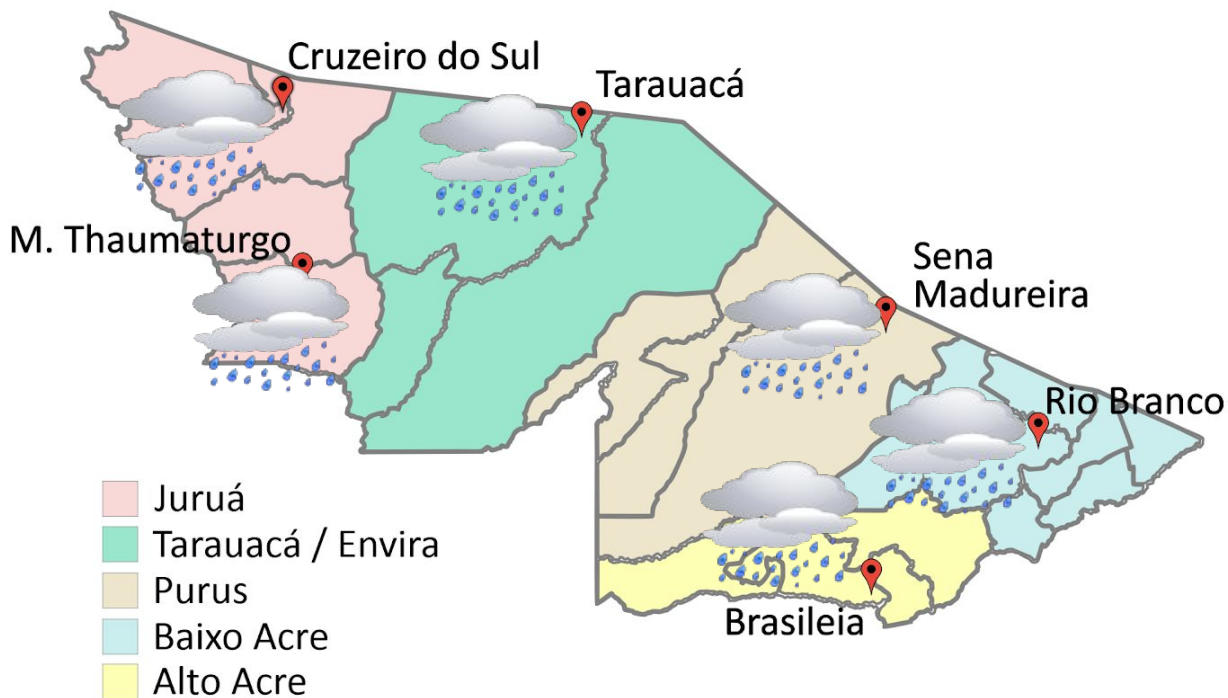 Cruzeiro do Sul
Tarauacá
M. Thaumaturgo
Sena
Madureira
Rio Branco
Brasileia
Juruá
Tarauacá / Envira
Purus
Baixo Acre
Alto Acre